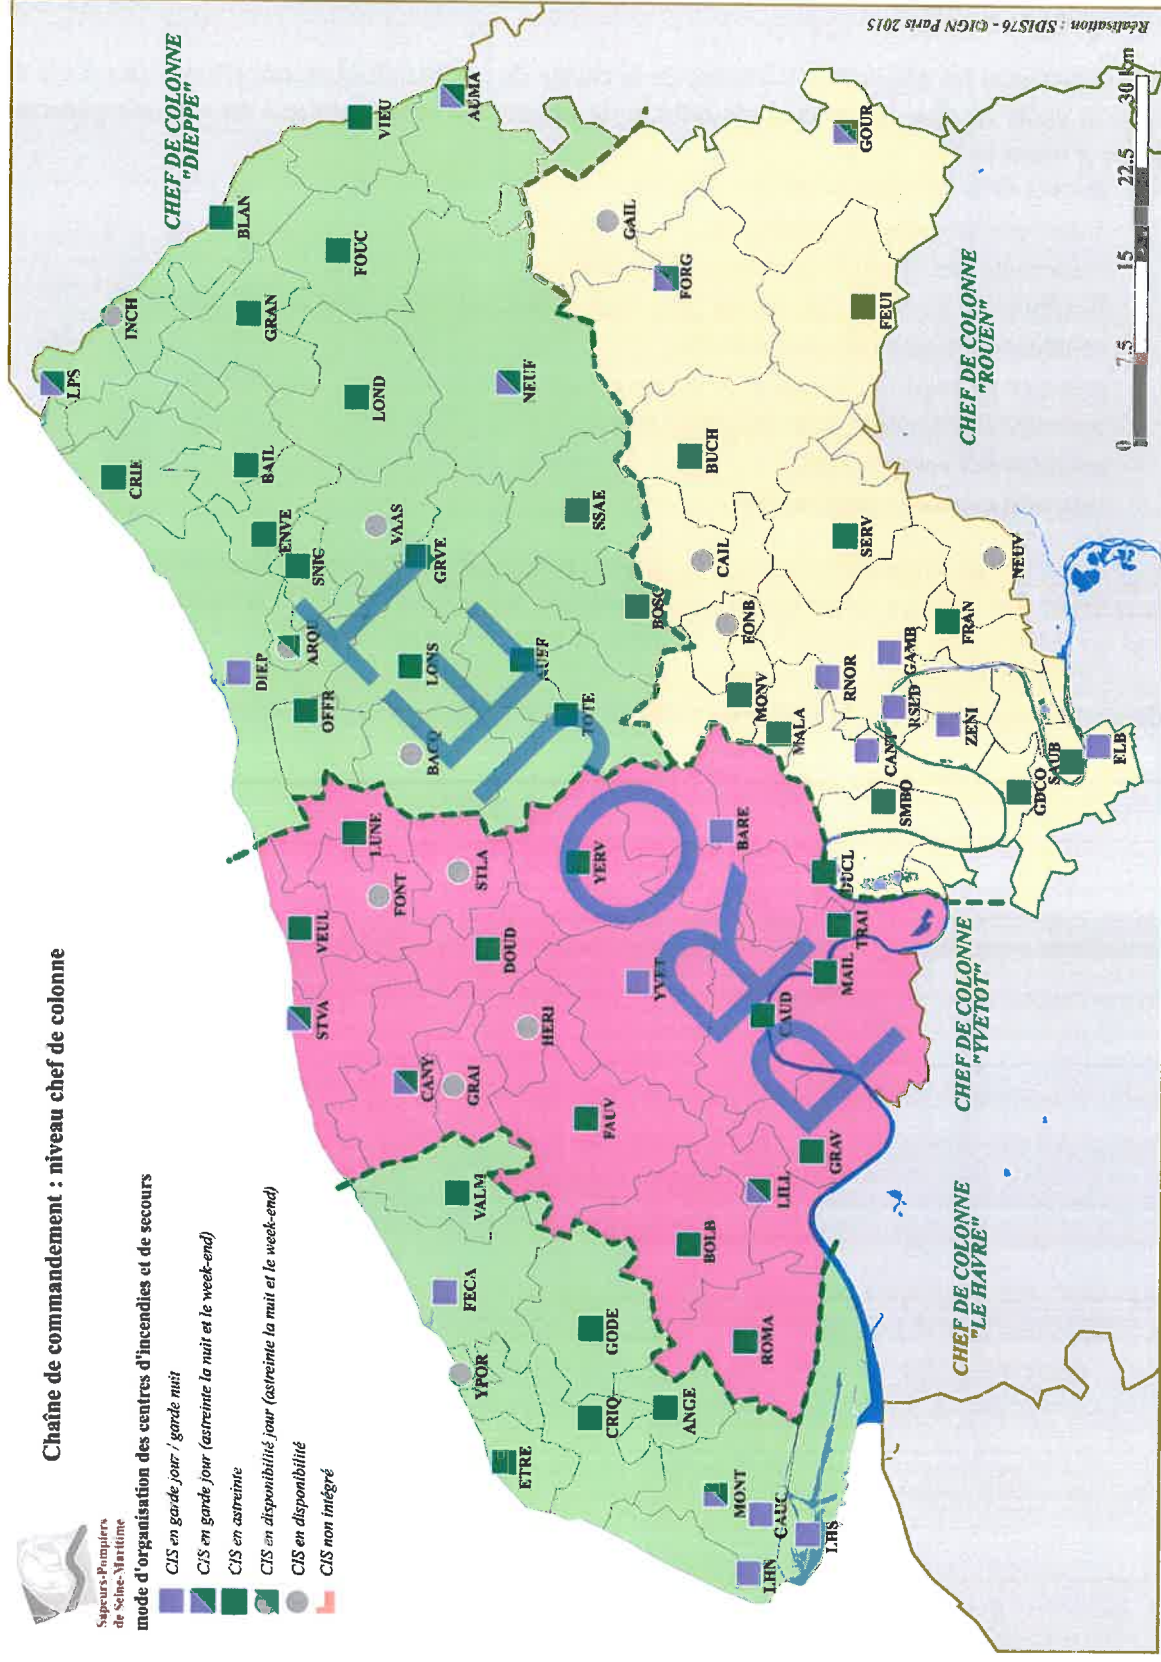 Chaîne de commandement : niveau chef de colonne
Sapeurs-Pompiers
de Seine-Maritime
mode d'organisation des centres d'incendies et de secours
CIS en garde jour / garde nuit
CIS en garde jour (astreinte la nuit et le week-end)
CIS en astreinte
CIS en disponibilité jour (astreinte la nuit et le week-end)
CIS en disponibilité
CIS non intégré
CHEF DE COLONNE
"DIEPPE"
CHEF DE COLONNE
"ROUEN"
CHEF DE COLONNE
"YVETOT"
CHEF DE COLONNE
"LE HAVRE"
PROJET
LPS
INCH
BLAN
VIEU
AUMA
CRIE
GRAN
FOUC
BAIL
LOND
ENVE
SNIC
VAAS
NEUF
DIEP
ARQU
GRVE
SSAE
OFFR
LONS
BACQ
AUFF
TOTE
BOSC
GAIL
FORG
GOUR
FEUI
BUCH
CAIL
SERV
FONB
NEUV
MONV
MALA
RNOR
GAMB
FRAN
RSLD
CANT
ZENI
SMBO
GDCO
SAUB
ELB
DUCL
LUNE
FONT
STLA
YERV
BARE
VEUL
DOUD
STVA
HERI
YVET
TRAI
MAIL
CAUD
CANY
GRAI
FAUV
GRAV
LILL
BOLB
ROMA
VALM
FECA
YPOR
GODE
CRIQ
ANGE
ETRE
MONT
CAUC
LHN
LHS
0 7.5 15 22.5 30 km
Réalisation : SDIS76 - ©IGN Paris 2015